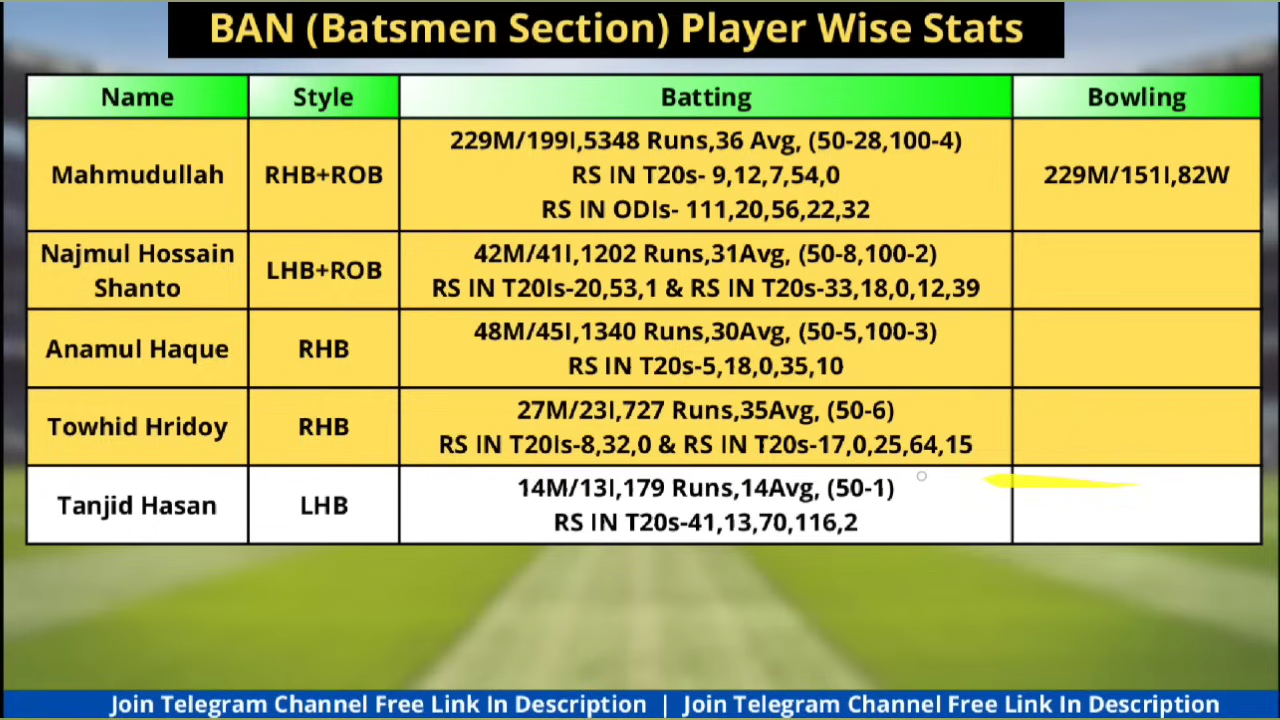 BAN (Batsmen Section) Player Wise Stats
Name Style Batting Bowling
229M/199I,5348 Runs,36 Avg, (50-28,100-4)
Mahmudullah RHB+ROB RS IN T20s- 9,12,7,54,0 229M/151I,82W
RS IN ODIs- 111,20,56,22,32
Najmul Hossain
Shanto
LHB+ROB
42M/41I,1202 Runs,31Avg, (50-8,100-2)
RS IN T20Is-20,53,1 & RS IN T20s-33,18,0,12,39
Anamul Haque
RHB
48M/45I,1340 Runs,30Avg, (50-5,100-3)
RS IN T20s-5,18,0,35,10
Towhid Hridoy
RHB
27M/23I,727 Runs,35Avg, (50-6)
RS IN T20Is-8,32,0 & RS IN T20s-17,0,25,64,15
Tanjid Hasan
LHB
14M/13I,179 Runs,14Avg, (50-1)
RS IN T20s-41,13,70,116,2
Join Telegram Channel Free Link In Description | Join Telegram Channel Free Link In Description